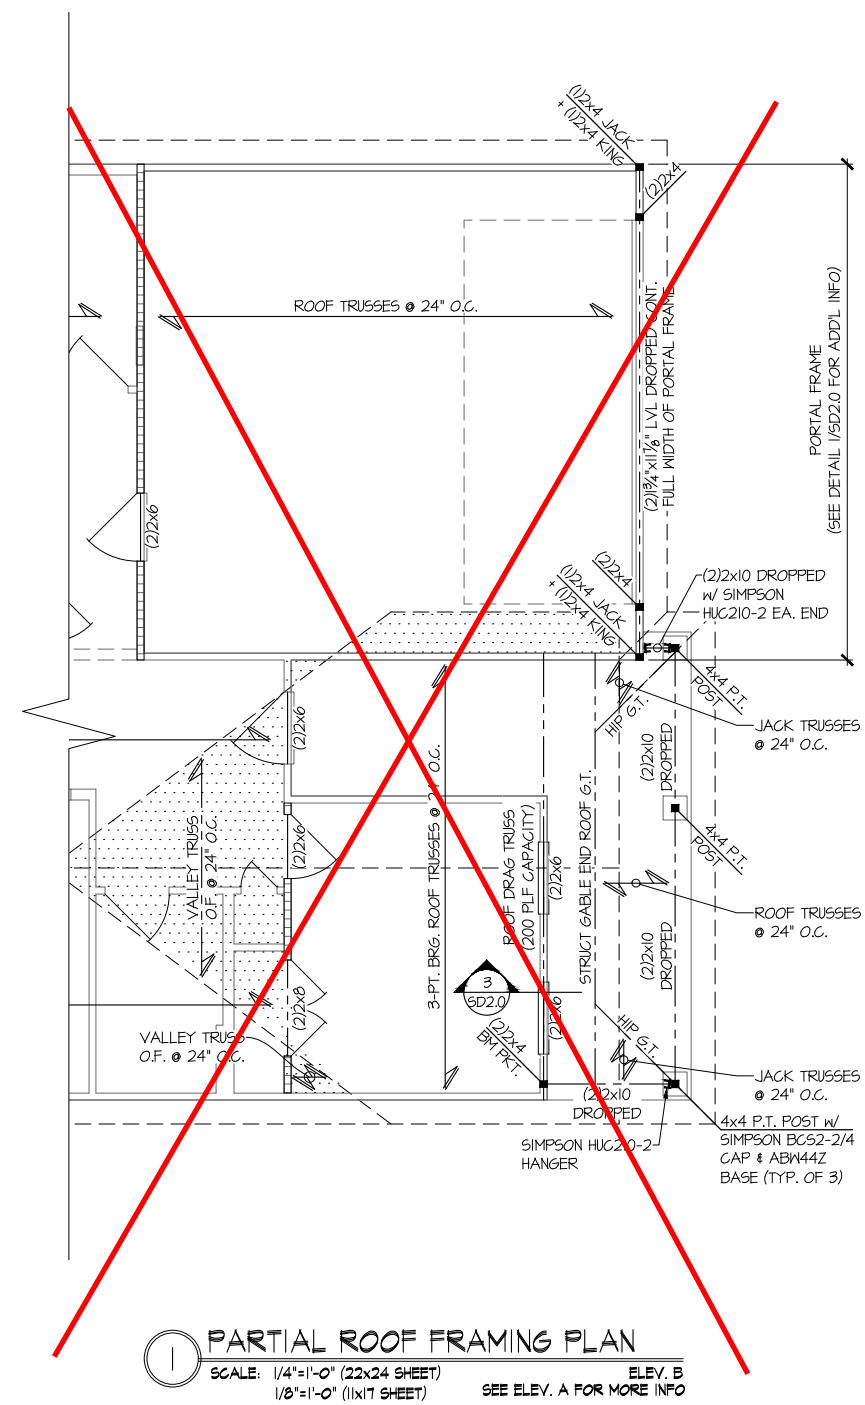 (1)2x4 JACK
+ (1)2x4 KING
(2)2x4
ROOF TRUSSES @ 24" O.C.
(2)1¾"x11⅞" LVL DROPPED CONT.
FULL WIDTH OF PORTAL FRAME
PORTAL FRAME
(SEE DETAIL 1/SD2.0 FOR ADD'L INFO)
(2)2x6
(2)2x4
(1)2x4 JACK
+ (1)2x4 KING
(2)2x10 DROPPED
W/ SIMPSON
HUC210-2 EA. END
4x4 P.T.
POST
HIP G.T.
JACK TRUSSES
@ 24" O.C.
(2)2x6
(2)2x10
DROPPED
3-PT. BRG. ROOF TRUSSES @ 24" O.C.
ROOF DRAG TRUSS
(200 PLF CAPACITY)
STRUCT GABLE END ROOF G.T.
VALLEY TRUSS
O.F @ 24" O.C.
(2)2x6
(2)2x6
4x4 P.T.
POST
ROOF TRUSSES
@ 24" O.C.
(2)2x10
DROPPED
3
SD2.0
(2)2x8
(2)2x6
(2)2x4
BM PKT.
HIP G.T.
VALLEY TRUSS
O.F. @ 24" O.C.
JACK TRUSSES
@ 24" O.C.
(2)2x10
DROPPED
4x4 P.T. POST W/
SIMPSON BCS2-2/4
CAP & ABW44Z
BASE (TYP. OF 3)
SIMPSON HUC210-2
HANGER
1
PARTIAL ROOF FRAMING PLAN
SCALE: 1/4"=1'-0" (22x24 SHEET)
ELEV. B
1/8"=1'-0" (11x17 SHEET)
SEE ELEV. A FOR MORE INFO